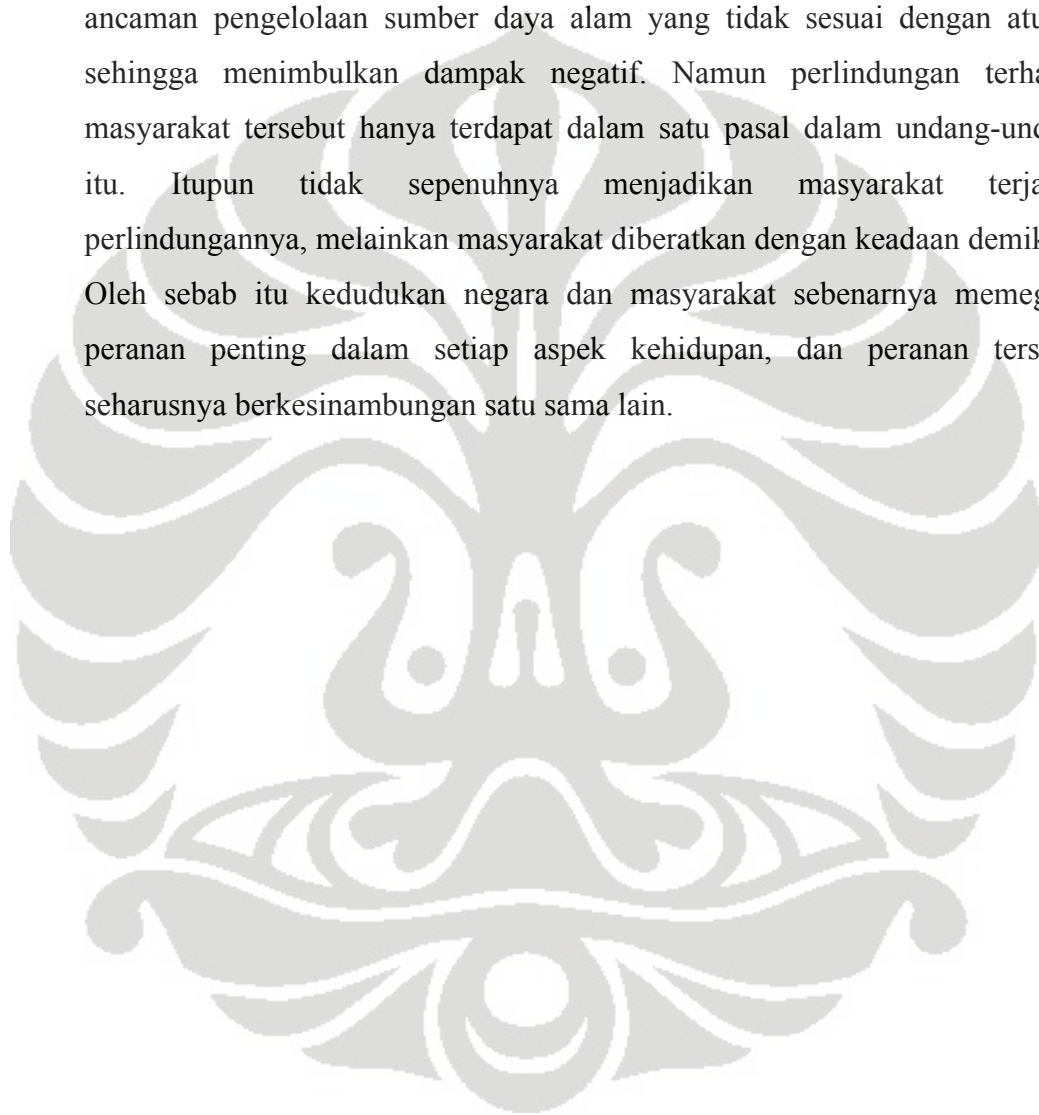 ancaman pengelolaan sumber daya alam yang tidak sesuai dengan atu
sehingga menimbulkan dampak negatif. Namun perlindungan terha
masyarakat tersebut hanya terdapat dalam satu pasal dalam undang-und
itu. Itupun tidak sepenuhnya menjadikan masyarakat terja
perlindungannya, melainkan masyarakat diberatkan dengan keadaan demik
Oleh sebab itu kedudukan negara dan masyarakat sebenarnya memeg
peranan penting dalam setiap aspek kehidupan, dan peranan ters
seharusnya berkesinambungan satu sama lain.